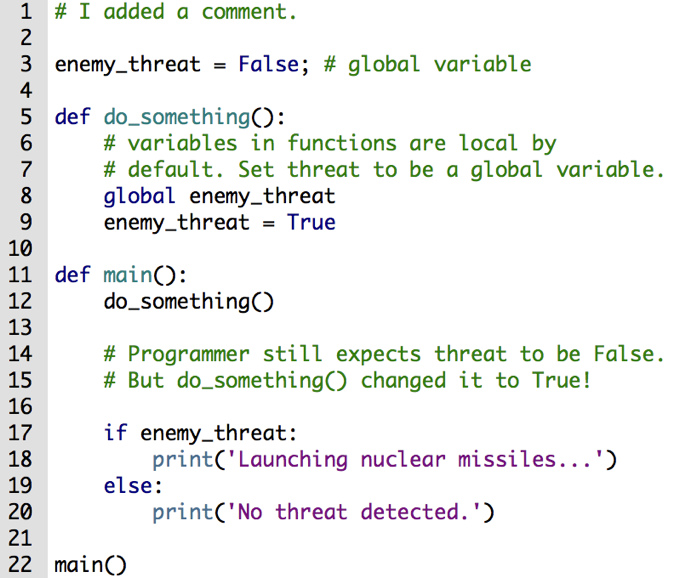 1 # I added a comment.
2
3 enemy_threat = False; # global variable
4
5 def do_something():
6     # variables in functions are local by
7     # default. Set threat to be a global variable.
8     global enemy_threat
9     enemy_threat = True
10
11 def main():
12     do_something()
13
14     # Programmer still expects threat to be False.
15     # But do_something() changed it to True!
16
17     if enemy_threat:
18         print('Launching nuclear missiles...')
19     else:
20         print('No threat detected.')
21
22 main()